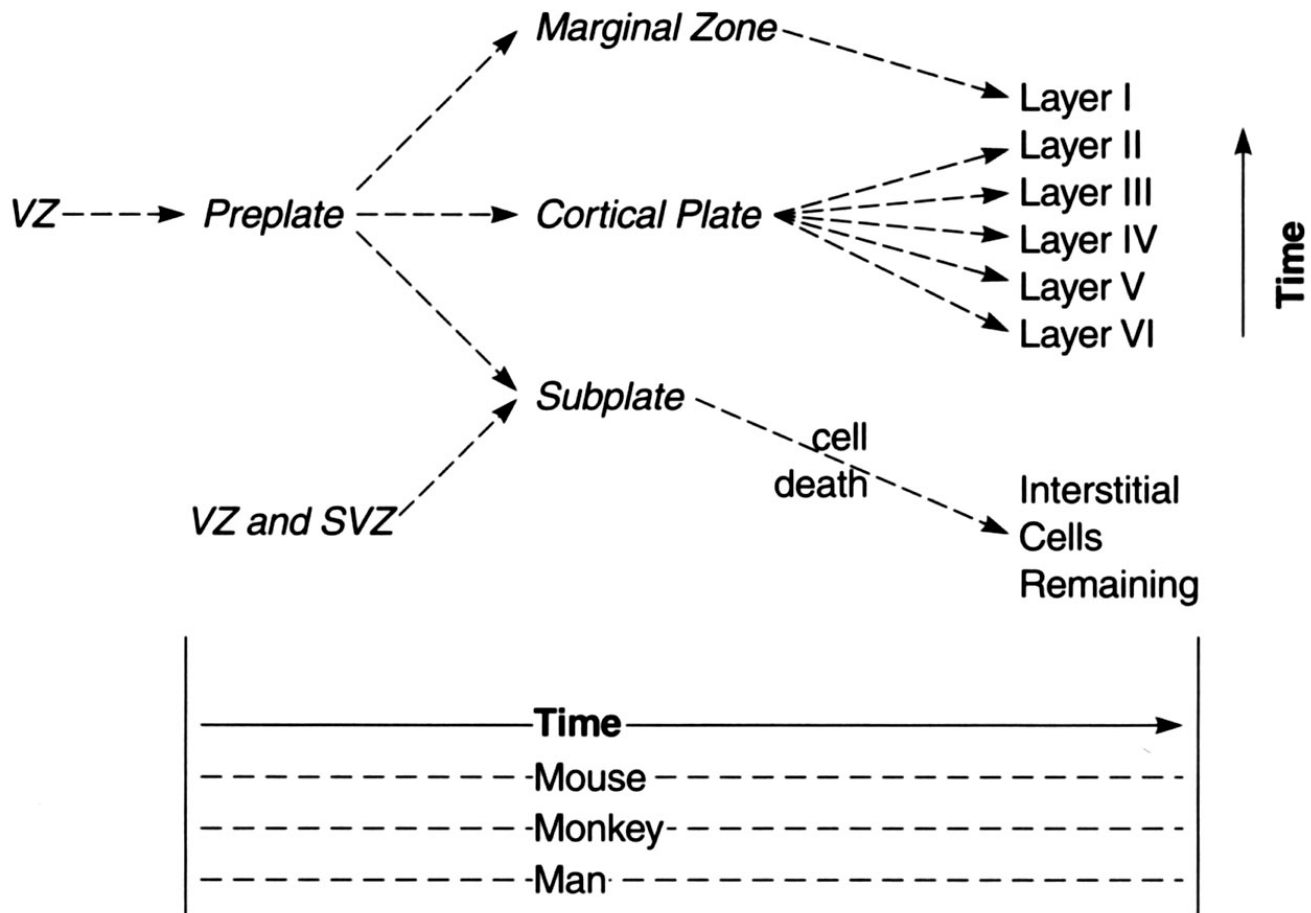 Marginal Zone
Layer I
Layer II
VZ Preplate Cortical Plate Layer III
Layer IV
Layer V
Layer VI
Time
Subplate
cell
death
VZ and SVZ
Interstitial
Cells
Remaining
Time
Mouse
Monkey
Man